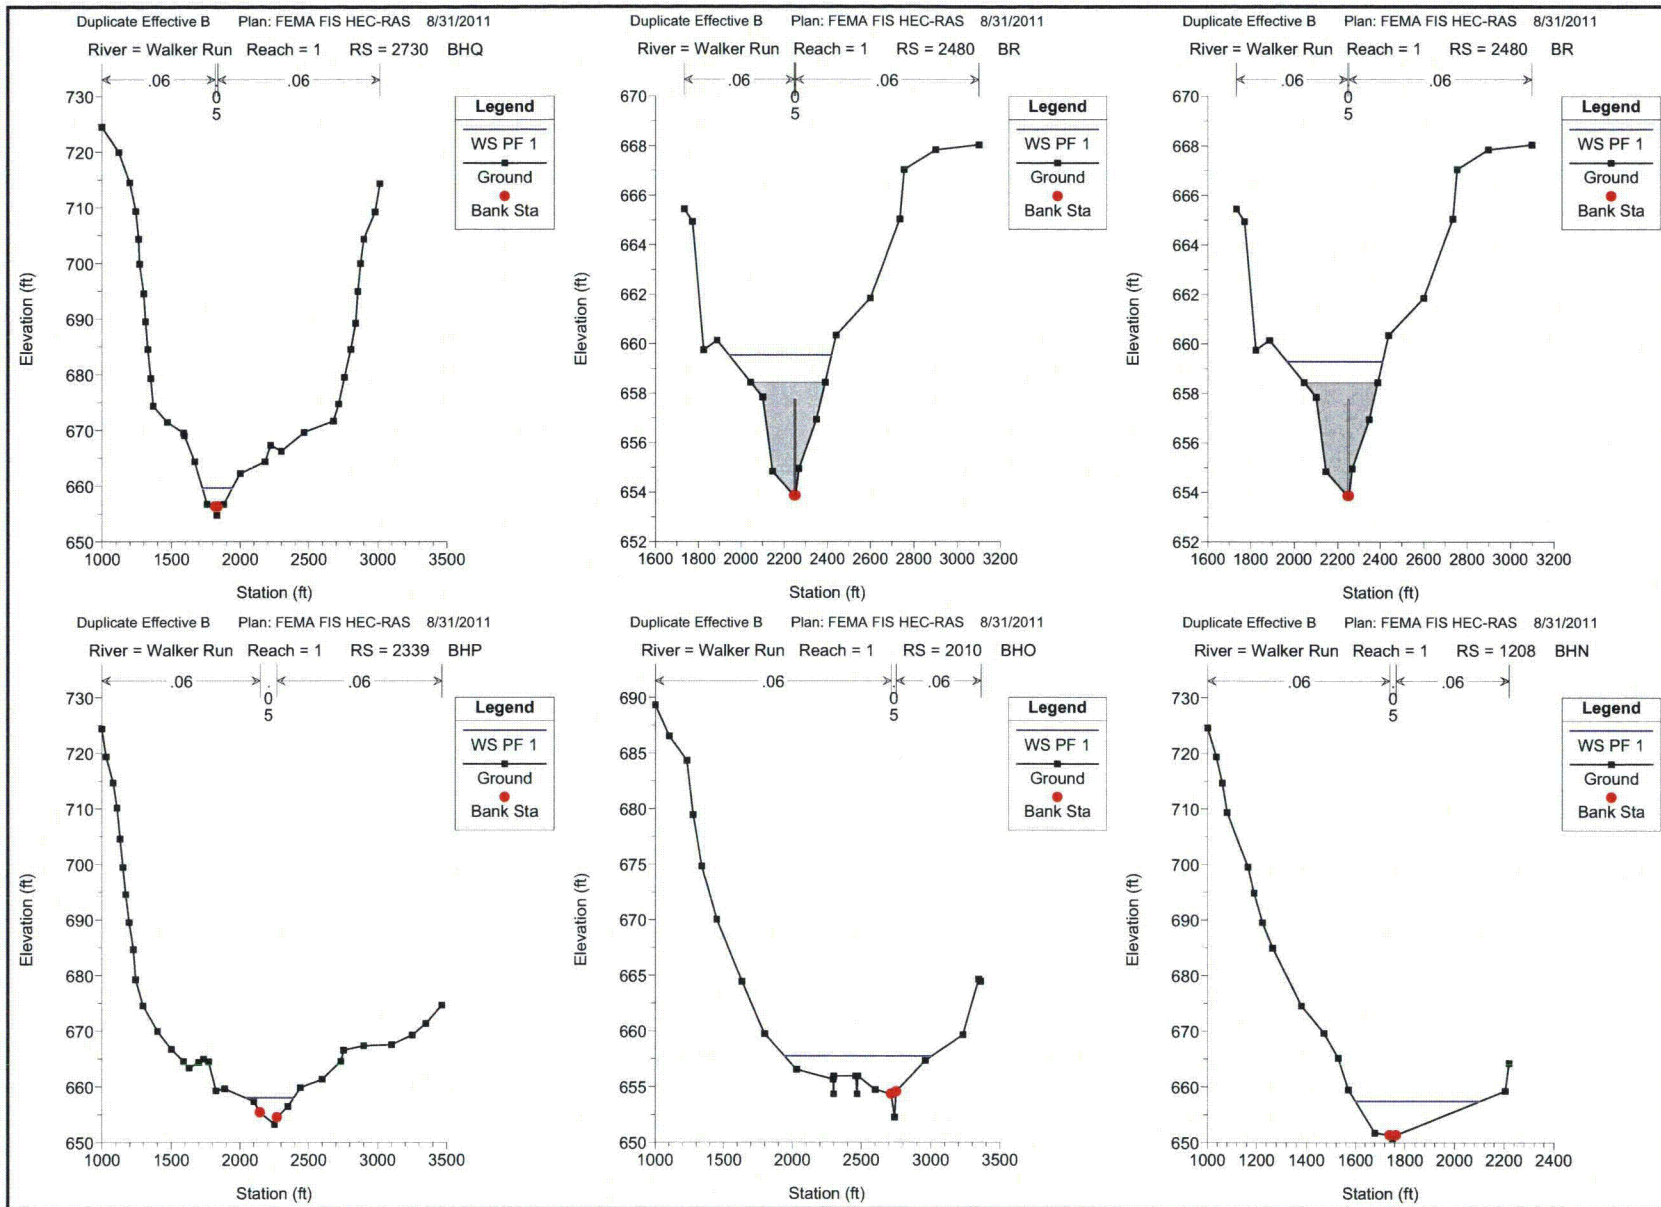 Duplicate Effective B Plan: FEMA FIS HEC-RAS 8/31/2011
River = Walker Run Reach = 1 RS = 2730 BHQ
.06 .06
0
5
730
720
710
700
690
680
670
660
650
1000 1500 2000 2500 3000 3500
Elevation (ft)
Station (ft)
Legend
WS PF 1
Ground
Bank Sta
Duplicate Effective B Plan: FEMA FIS HEC-RAS 8/31/2011
River = Walker Run Reach = 1 RS = 2480 BR
.06 .06
0
5
670
668
666
664
662
660
658
656
654
652
1600 1800 2000 2200 2400 2600 2800 3000 3200
Elevation (ft)
Station (ft)
Legend
WS PF 1
Ground
Bank Sta
Duplicate Effective B Plan: FEMA FIS HEC-RAS 8/31/2011
River = Walker Run Reach = 1 RS = 2480 BR
.06 .06
0
5
670
668
666
664
662
660
658
656
654
652
1600 1800 2000 2200 2400 2600 2800 3000 3200
Elevation (ft)
Station (ft)
Legend
WS PF 1
Ground
Bank Sta
Duplicate Effective B Plan: FEMA FIS HEC-RAS 8/31/2011
River = Walker Run Reach = 1 RS = 2339 BHP
.06 .06
.
0
5
730
720
710
700
690
680
670
660
650
1000 1500 2000 2500 3000 3500
Elevation (ft)
Station (ft)
Legend
WS PF 1
Ground
Bank Sta
Duplicate Effective B Plan: FEMA FIS HEC-RAS 8/31/2011
River = Walker Run Reach = 1 RS = 2010 BHO
.06 .06
.
0
5
690
685
680
675
670
665
660
655
650
1000 1500 2000 2500 3000 3500
Elevation (ft)
Station (ft)
Legend
WS PF 1
Ground
Bank Sta
Duplicate Effective B Plan: FEMA FIS HEC-RAS 8/31/2011
River = Walker Run Reach = 1 RS = 1208 BHN
.06 .06
.
0
5
730
720
710
700
690
680
670
660
650
1000 1200 1400 1600 1800 2000 2200 2400
Elevation (ft)
Station (ft)
Legend
WS PF 1
Ground
Bank Sta